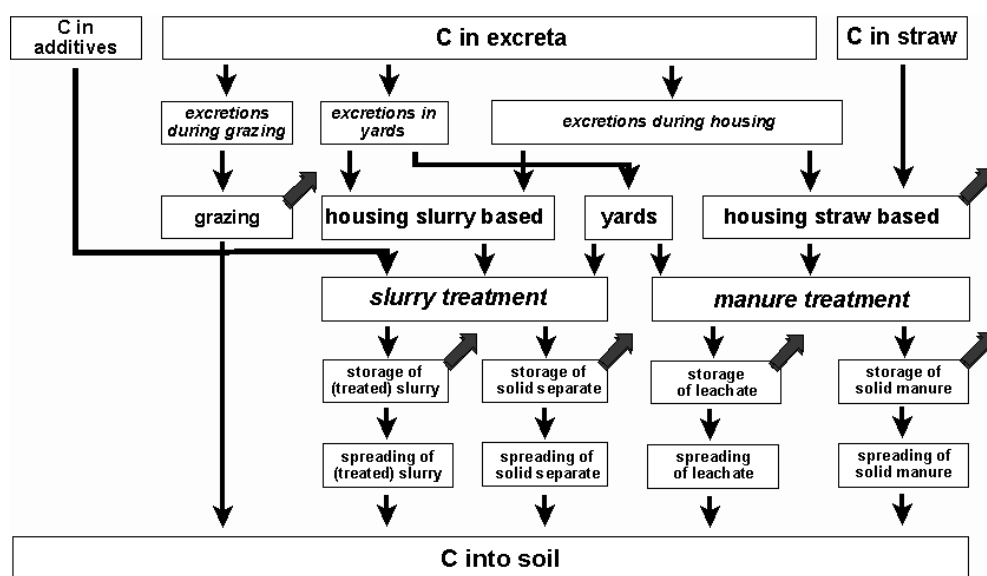 C in
additives
C in excreta
C in straw
excretions
during grazing
excretions in
yards
excretions during housing
grazing
housing slurry based
yards
housing straw based
slurry treatment
manure treatment
storage of
(treated) slurry
storage of
solid separate
storage
of leachate
storage of
solid manure
spreading of
(treated) slurry
spreading of
solid separate
spreading
of leachate
spreading of
solid manure
C into soil